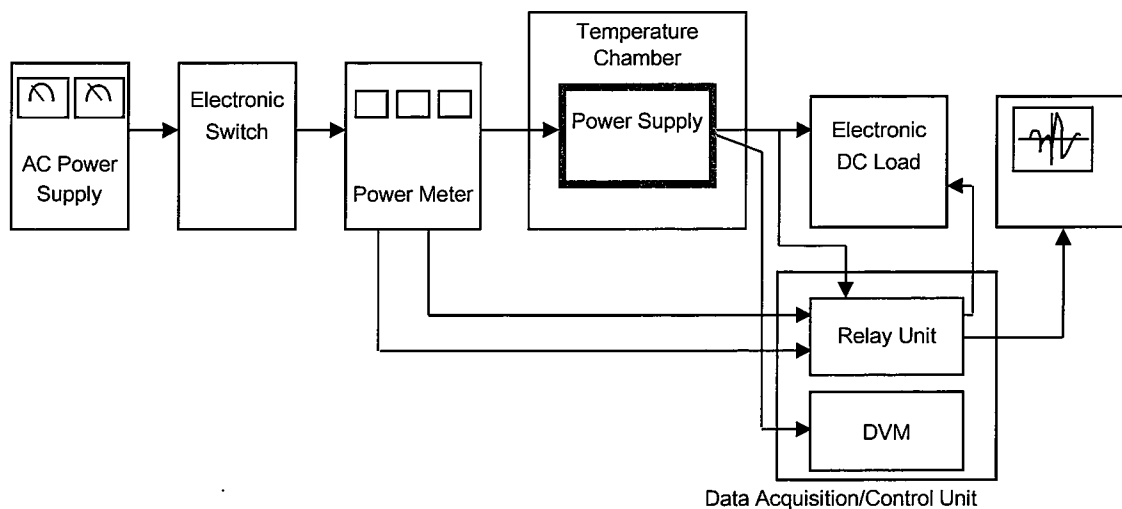 Temperature
Chamber
Electronic
Switch
Power Supply
Electronic
DC Load
AC Power
Supply
Power Meter
Relay Unit
DVM
Data Acquisition/Control Unit